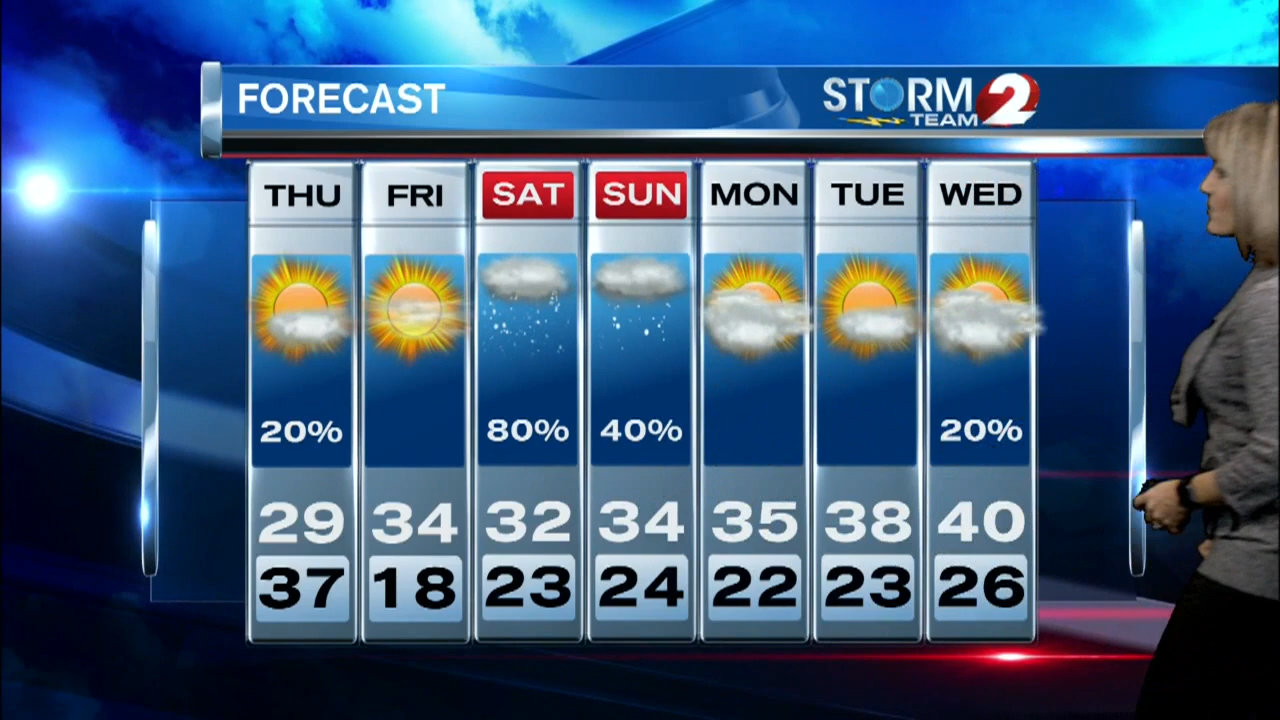 FORECAST
STORM
TEAM 2
THU FRI SAT SUN MON TUE WED
20% 80% 40% 20%
29 34 32 34 35 38 40
37 18 23 24 22 23 26